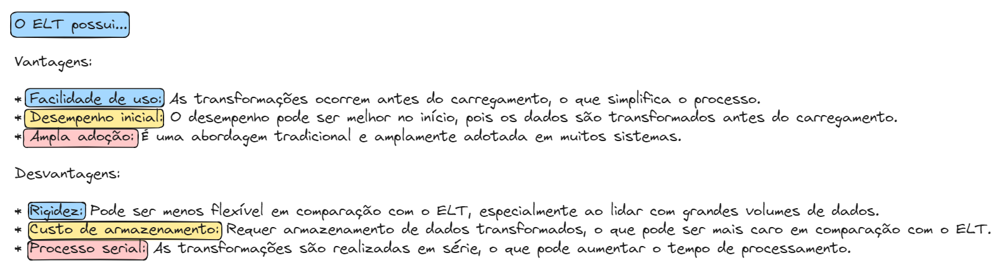 O ELT possui...
Vantagens:
* Facilidade de uso: As transformações ocorrem antes do carregamento, o que simplifica o processo.
* Desempenho inicial: O desempenho pode ser melhor no início, pois os dados são transformados antes do carregamento.
* Ampla adoção: É uma abordagem tradicional e amplamente adotada em muitos sistemas.
Desvantagens:
* Rigidez: Pode ser menos flexível em comparação com o ELT, especialmente ao lidar com grandes volumes de dados.
* Custo de armazenamento: Requer armazenamento de dados transformados, o que pode ser mais caro em comparação com o ELT.
* Processo serial: As transformações são realizadas em série, o que pode aumentar o tempo de processamento.